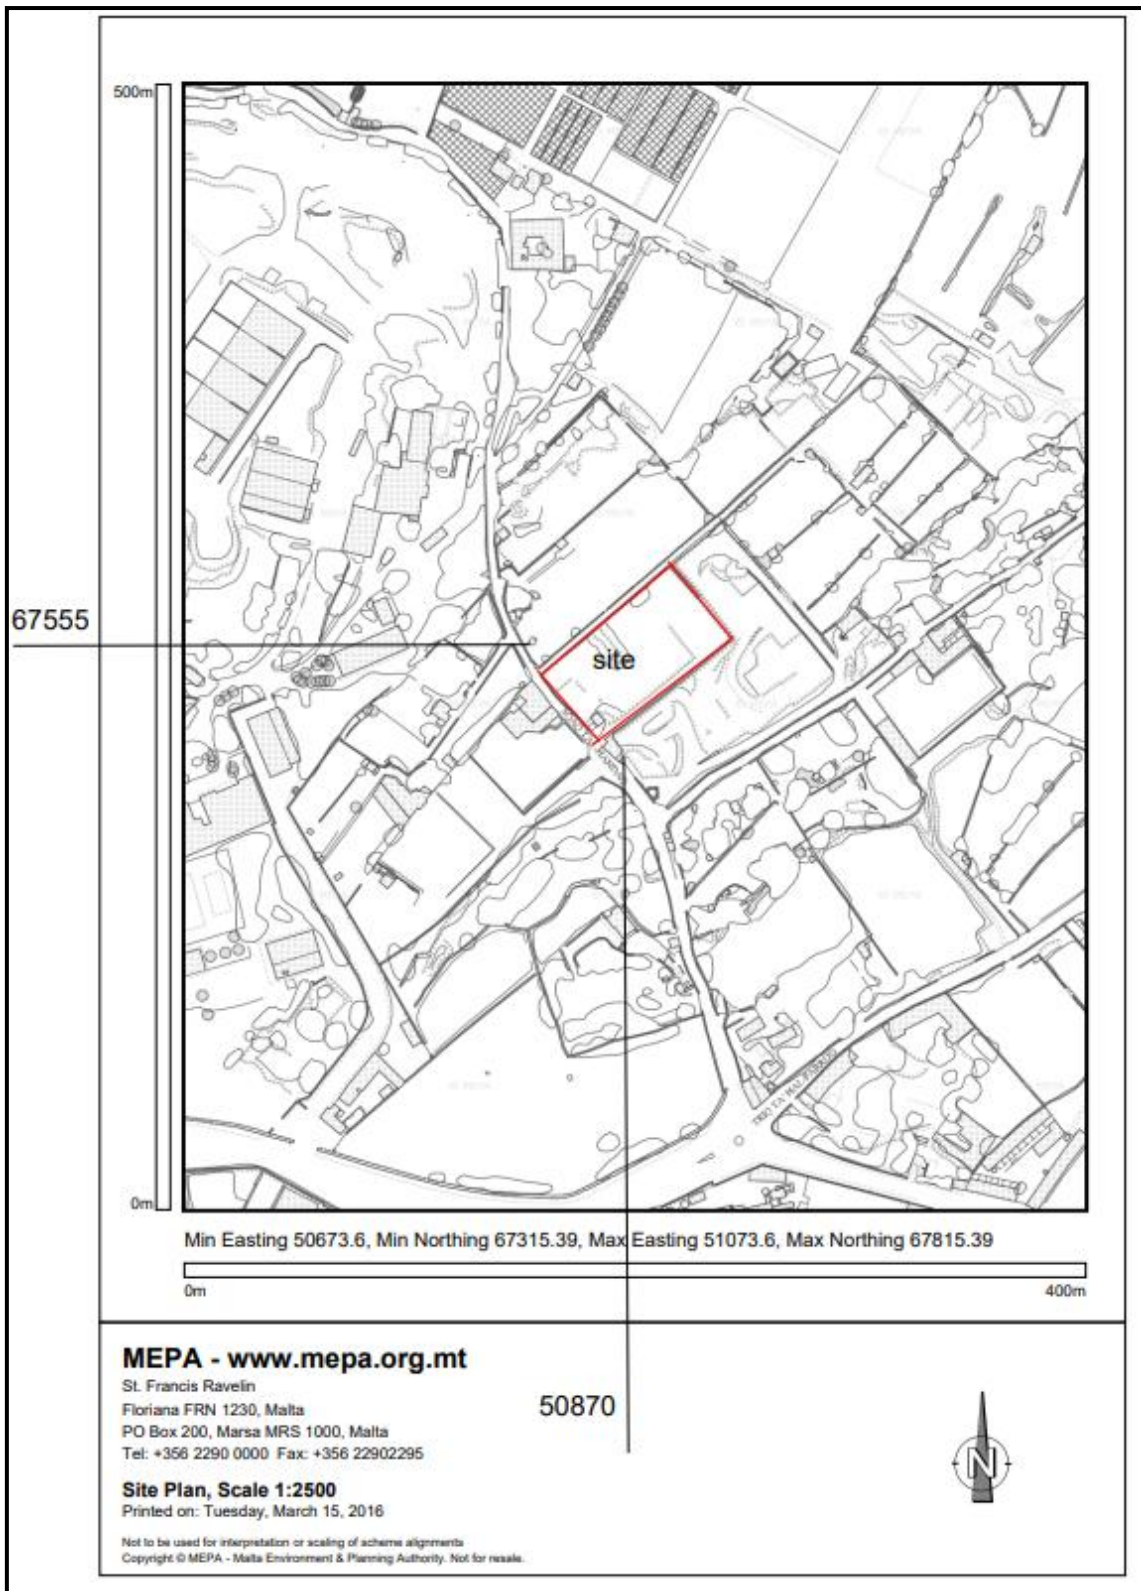 500m
67555
site
TRIQ TA' HAL FARRUG
0m
Min Easting 50673.6, Min Northing 67315.39, Max Easting 51073.6, Max Northing 67815.39
0m 400m
MEPA - www.mepa.org.mt
St. Francis Ravelin
Floriana FRN 1230, Malta
50870
PO Box 200, Marsa MRS 1000, Malta
Tel: +356 2290 0000 Fax: +356 22902295
N
Site Plan, Scale 1:2500
Printed on: Tuesday, March 15, 2016
Not to be used for interpretation or scaling of scheme alignments
Copyright © MEPA - Malta Environment & Planning Authority. Not for resale.